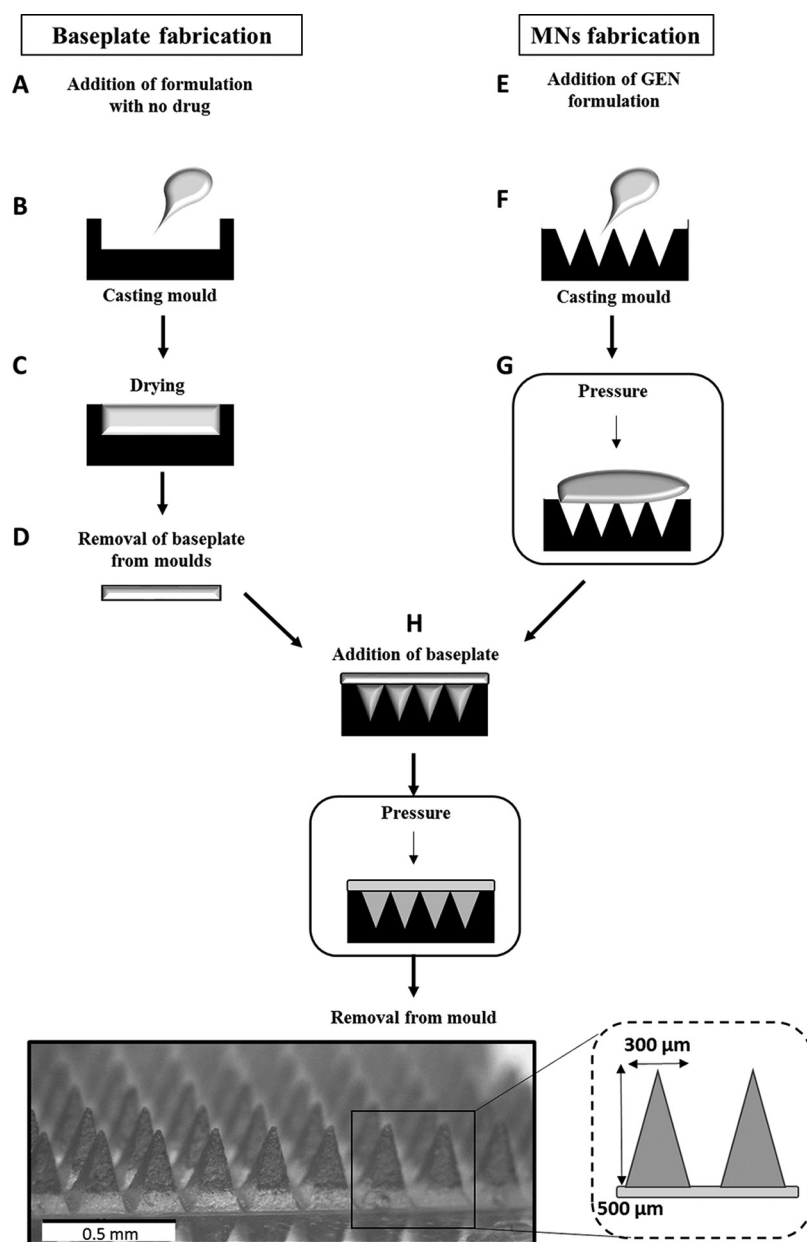 Baseplate fabrication
A
Addition of formulation
with no drug
B
Casting mould
C
Drying
D
Removal of baseplate
from moulds
MNs fabrication
E
Addition of GEN
formulation
F
Casting mould
G
Pressure
H
Addition of baseplate
Pressure
Removal from mould
0.5 mm
300 µm
500 µm